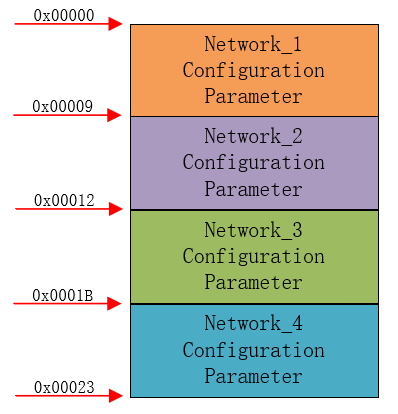 0x00000
Network_1
Configuration
Parameter
0x00009
Network_2
Configuration
Parameter
0x00012
Network_3
Configuration
Parameter
0x0001B
Network_4
Configuration
Parameter
0x00023